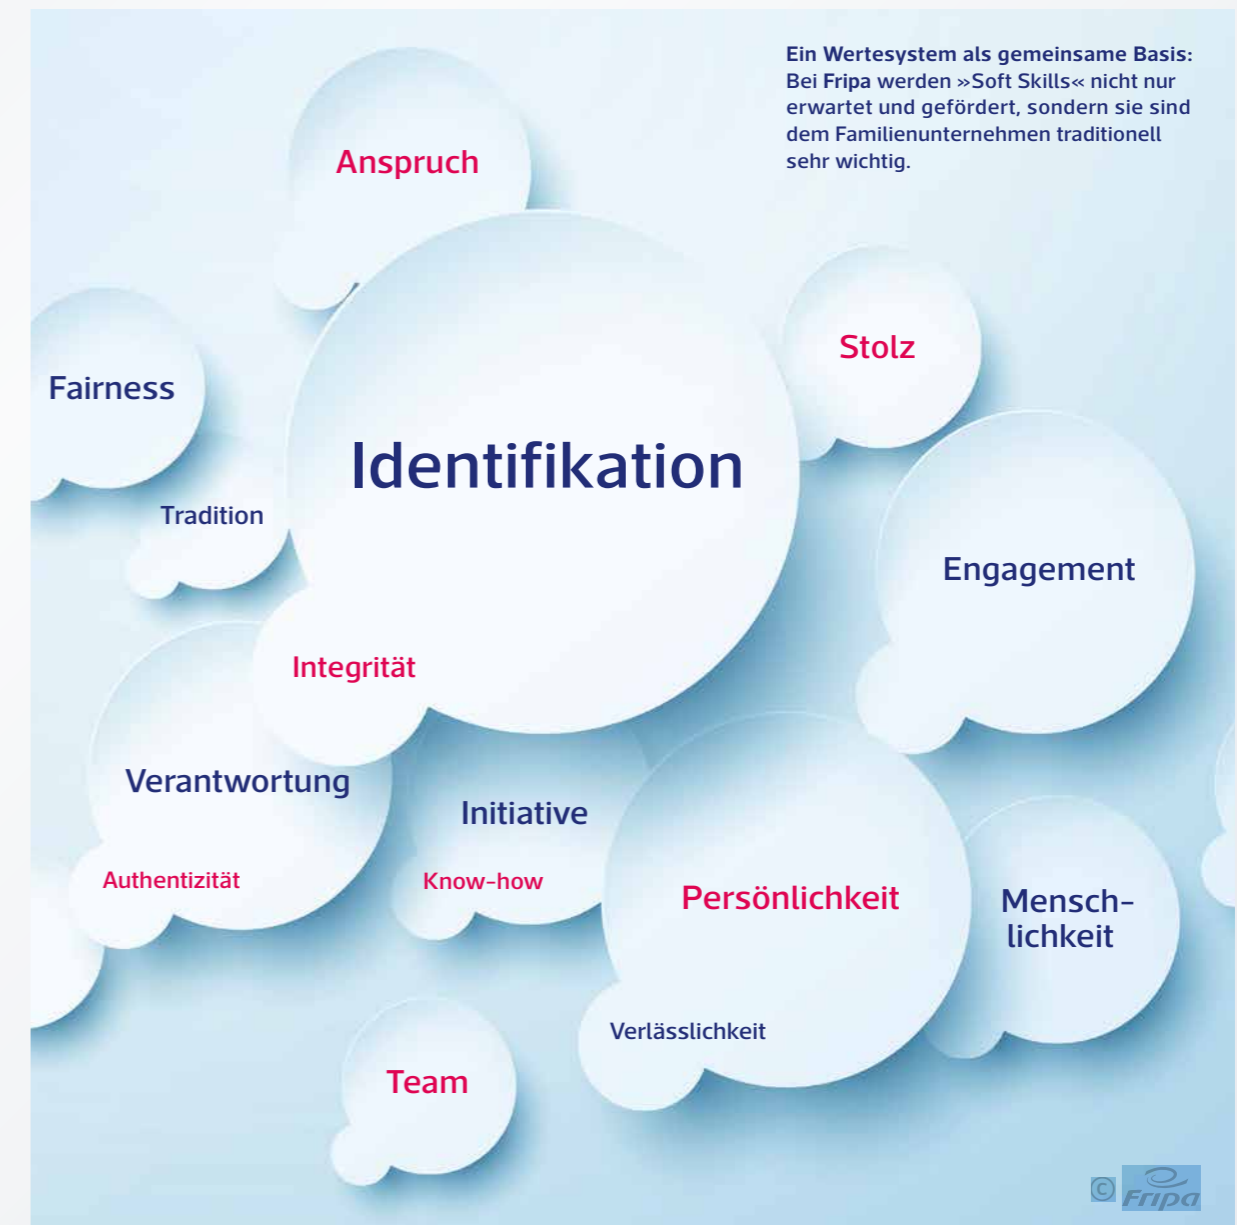 Ein Wertesystem als gemeinsame Basis:
Bei Fripa werden »Soft Skills« nicht nur
erwartet und gefördert, sondern sie sind
dem Familienunternehmen traditionell
sehr wichtig.
Anspruch
Stolz
Fairness
Identifikation
Tradition
Engagement
Integrität
Verantwortung
Initiative
Authentizität
Know-how
Persönlichkeit
Mensch-
lichkeit
Verlässlichkeit
Team
© Fripa